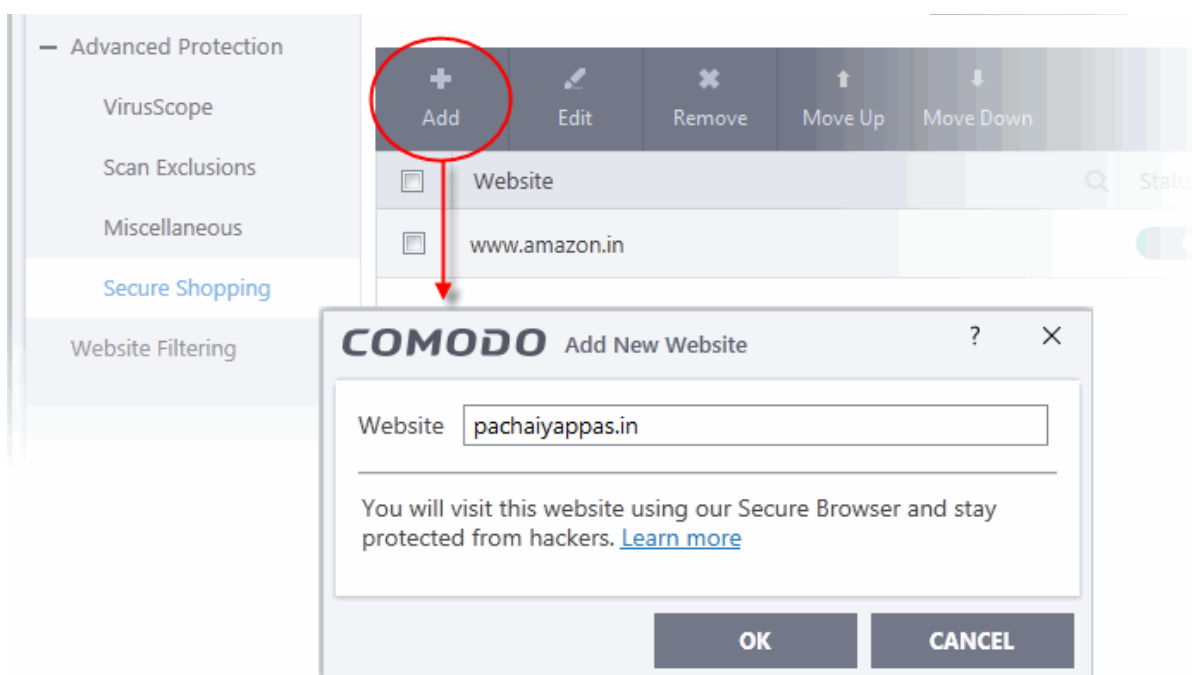 Advanced Protection
VirusScope
Scan Exclusions
Miscellaneous
Secure Shopping
Website Filtering
Add
Edit
Remove
Move Up
Move Down
Website
Statu
www.amazon.in
COMODO Add New Website ?
Website pachaiyappas.in
You will visit this website using our Secure Browser and stay
protected from hackers. Learn more
OK
CANCEL